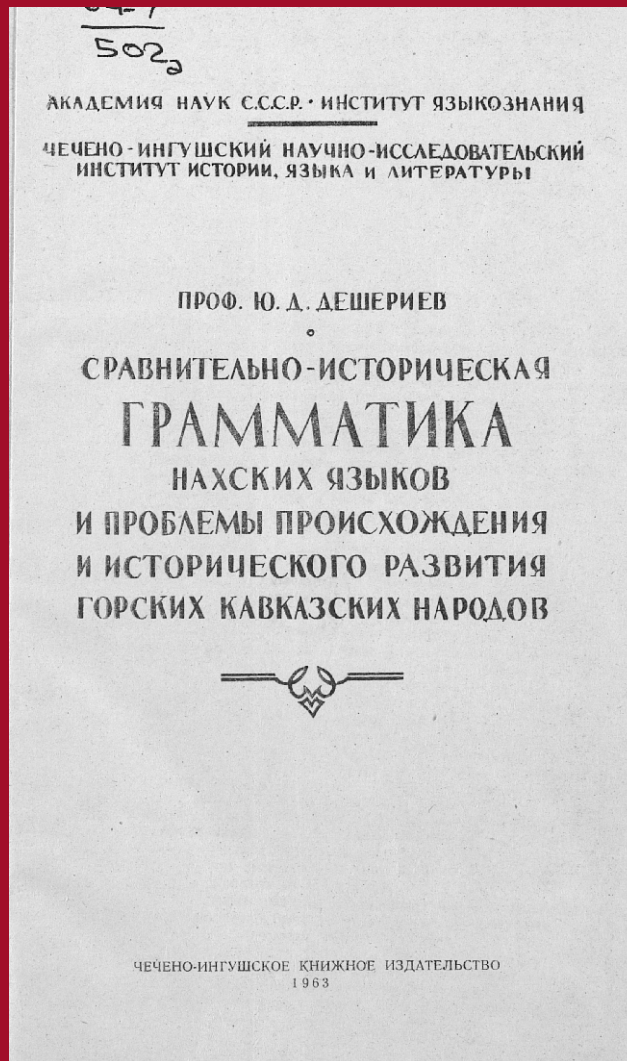 502
АКАДЕМИЯ НАУК С.С.С.Р. · ИНСТИТУТ ЯЗЫКОЗНАНИЯ
ЧЕЧЕНО-ИНГУШСКИЙ НАУЧНО-ИССЛЕДОВАТЕЛЬСКИЙ
ИНСТИТУТ ИСТОРИИ, ЯЗЫКА И ЛИТЕРАТУРЫ
ПРОФ. Ю. Д. ДЕШЕРИЕВ
СРАВНИТЕЛЬНО-ИСТОРИЧЕСКАЯ
ГРАММАТИКА
НАХСКИХ ЯЗЫКОВ
И ПРОБЛЕМЫ ПРОИСХОЖДЕНИЯ
И ИСТОРИЧЕСКОГО РАЗВИТИЯ
ГОРСКИХ КАВКАЗСКИХ НАРОДОВ
ЧЕЧЕНО-ИНГУШСКОЕ КНИЖНОЕ ИЗДАТЕЛЬСТВО
1963